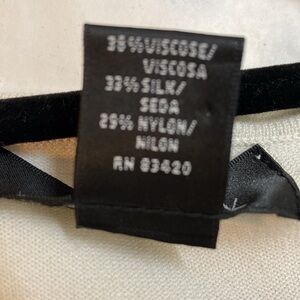 38% VISCOSE/
VISCOSA
33% SILK/
SEDA
29% NYLON/
NILON
RN 83420